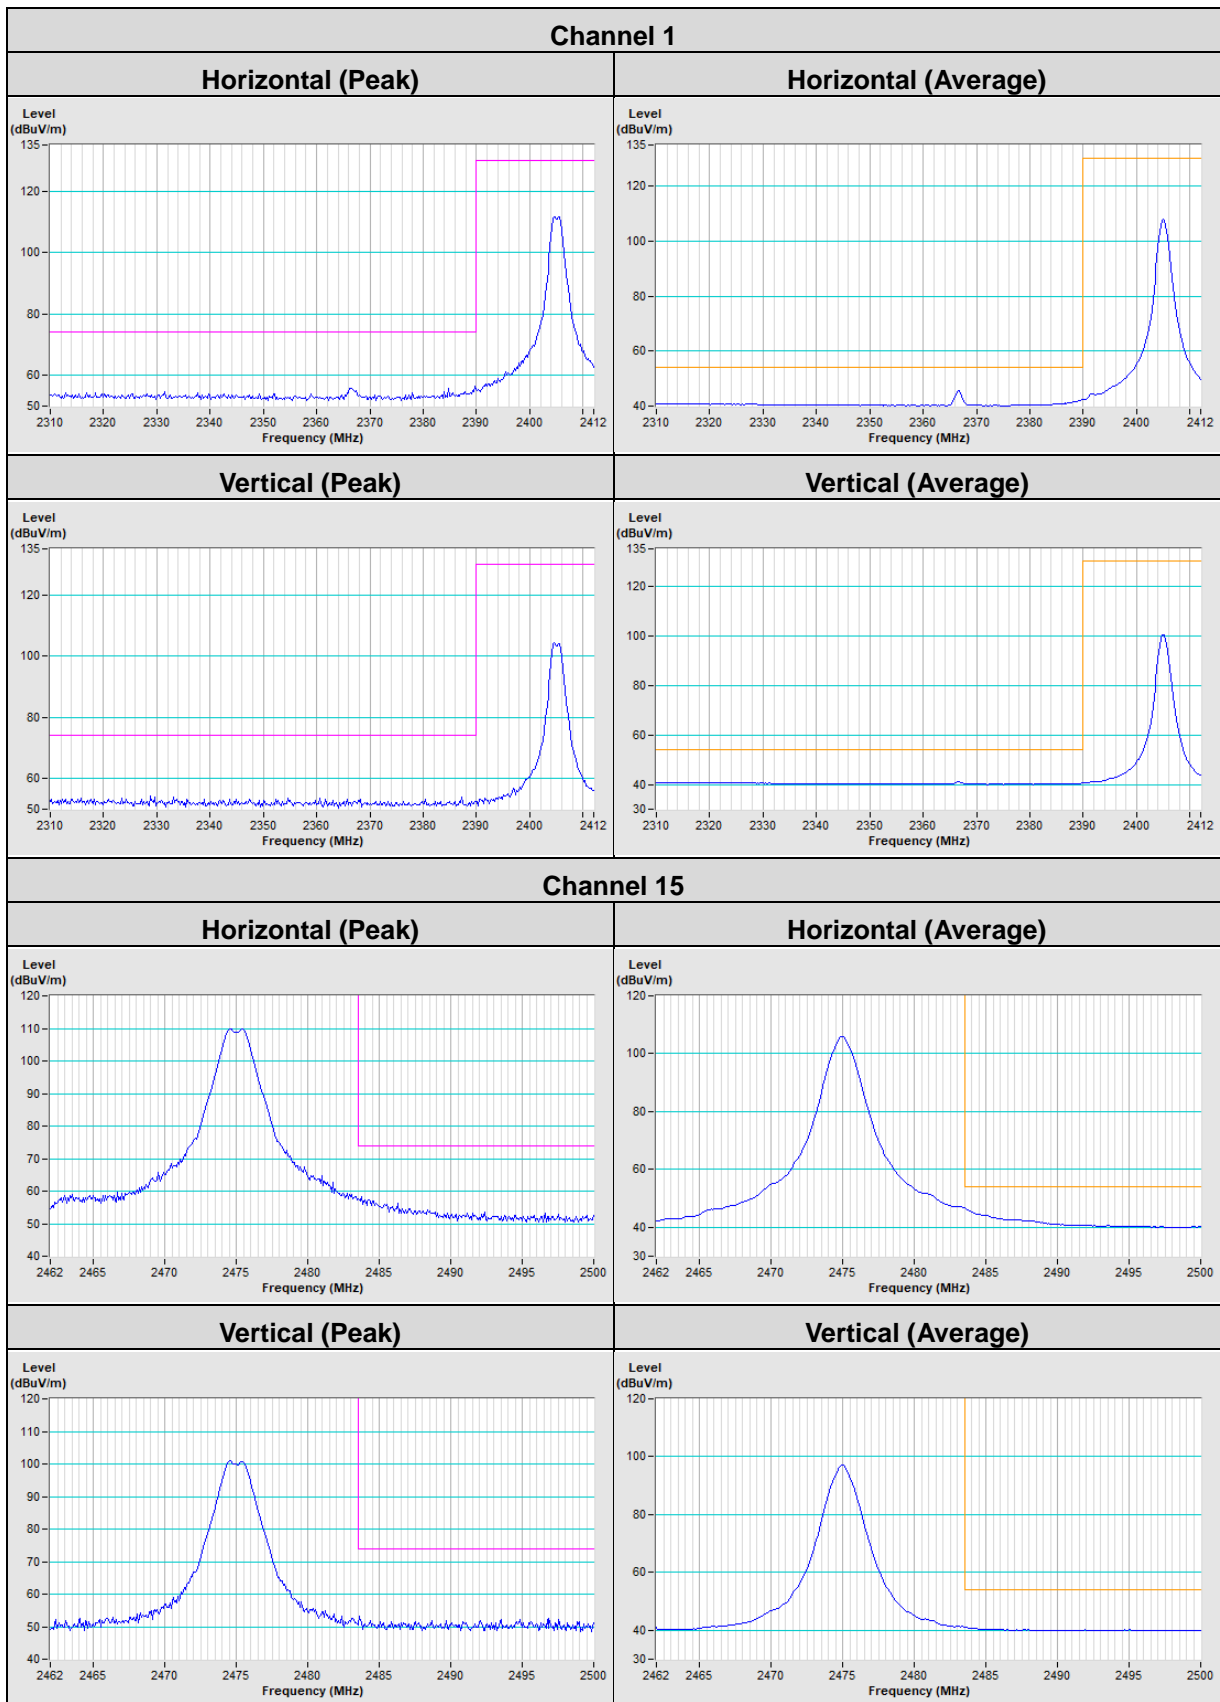 Channel 1
Horizontal (Peak)
Horizontal (Average)
Level
(dBuV/m)
135
120
100
80
60
50
2310 2320 2330 2340 2350 2360 2370 2380 2390 2400 2412
Frequency (MHz)
Level
(dBuV/m)
135
120
100
80
60
40
2310 2320 2330 2340 2350 2360 2370 2380 2390 2400 2412
Frequency (MHz)
Vertical (Peak)
Vertical (Average)
Level
(dBuV/m)
135
120
100
80
60
50
2310 2320 2330 2340 2350 2360 2370 2380 2390 2400 2412
Frequency (MHz)
Level
(dBuV/m)
135
120
100
80
60
40
30
2310 2320 2330 2340 2350 2360 2370 2380 2390 2400 2412
Frequency (MHz)
Channel 15
Horizontal (Peak)
Horizontal (Average)
Level
(dBuV/m)
120
110
100
90
80
70
60
50
40
2462 2465 2470 2475 2480 2485 2490 2495 2500
Frequency (MHz)
Level
(dBuV/m)
120
100
80
60
40
30
2462 2465 2470 2475 2480 2485 2490 2495 2500
Frequency (MHz)
Vertical (Peak)
Vertical (Average)
Level
(dBuV/m)
120
110
100
90
80
70
60
50
40
2462 2465 2470 2475 2480 2485 2490 2495 2500
Frequency (MHz)
Level
(dBuV/m)
120
100
80
60
40
30
2462 2465 2470 2475 2480 2485 2490 2495 2500
Frequency (MHz)